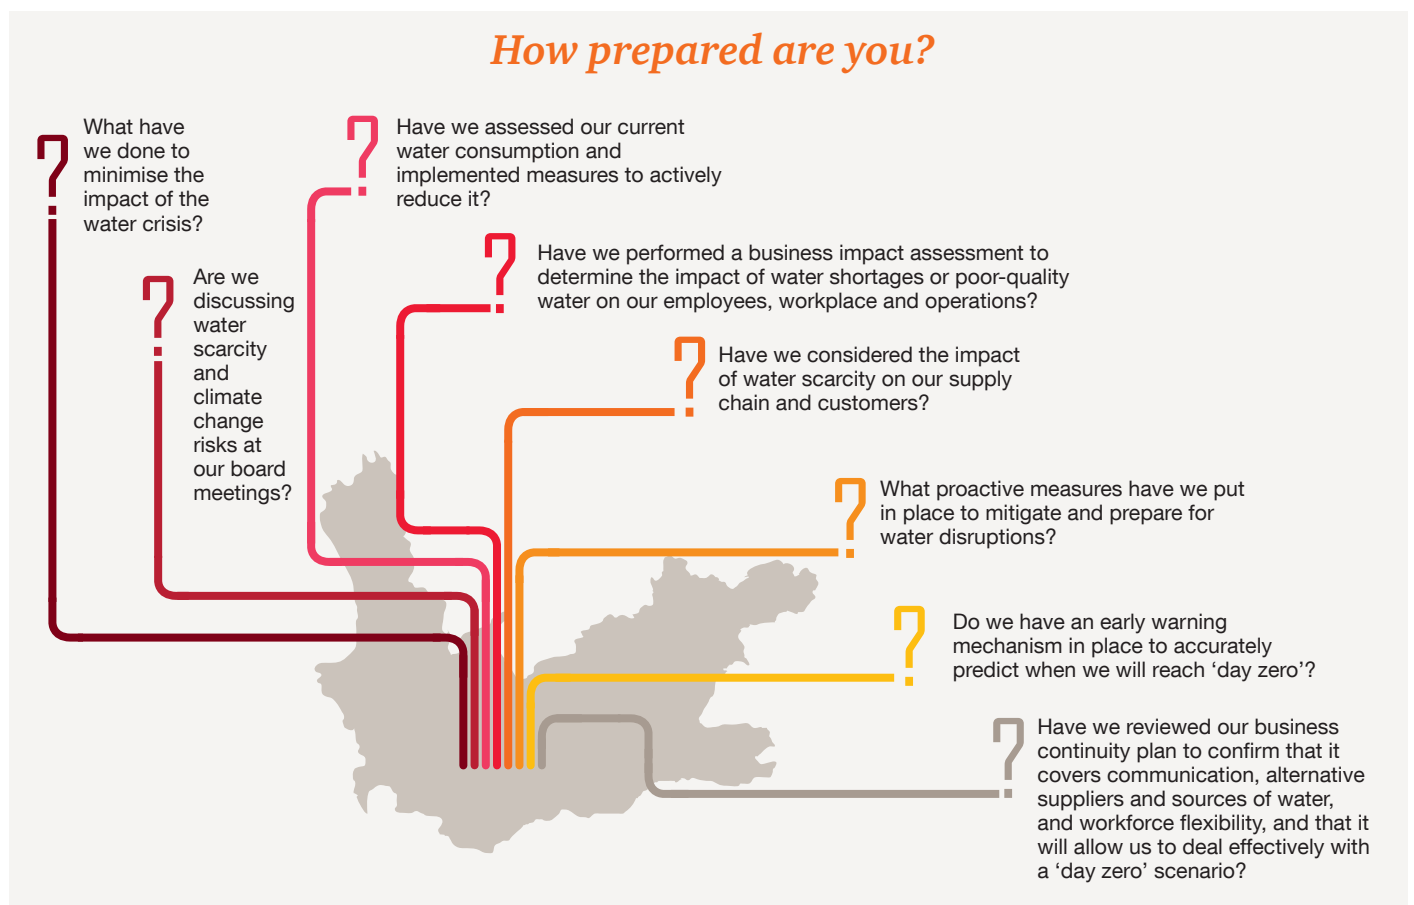 How prepared are you?
What have
we done to
minimise the
impact of the
water crisis?
Are we
discussing
water
scarcity
and
climate
change
risks at
our board
meetings?
Have we assessed our current
water consumption and
implemented measures to actively
reduce it?
Have we performed a business impact assessment to
determine the impact of water shortages or poor-quality
water on our employees, workplace and operations?
Have we considered the impact
of water scarcity on our supply
chain and customers?
What proactive measures have we put
in place to mitigate and prepare for
water disruptions?
Do we have an early warning
mechanism in place to accurately
predict when we will reach ‘day zero’?
Have we reviewed our business
continuity plan to confirm that it
covers communication, alternative
suppliers and sources of water,
and workforce flexibility, and that it
will allow us to deal effectively with
a ‘day zero’ scenario?